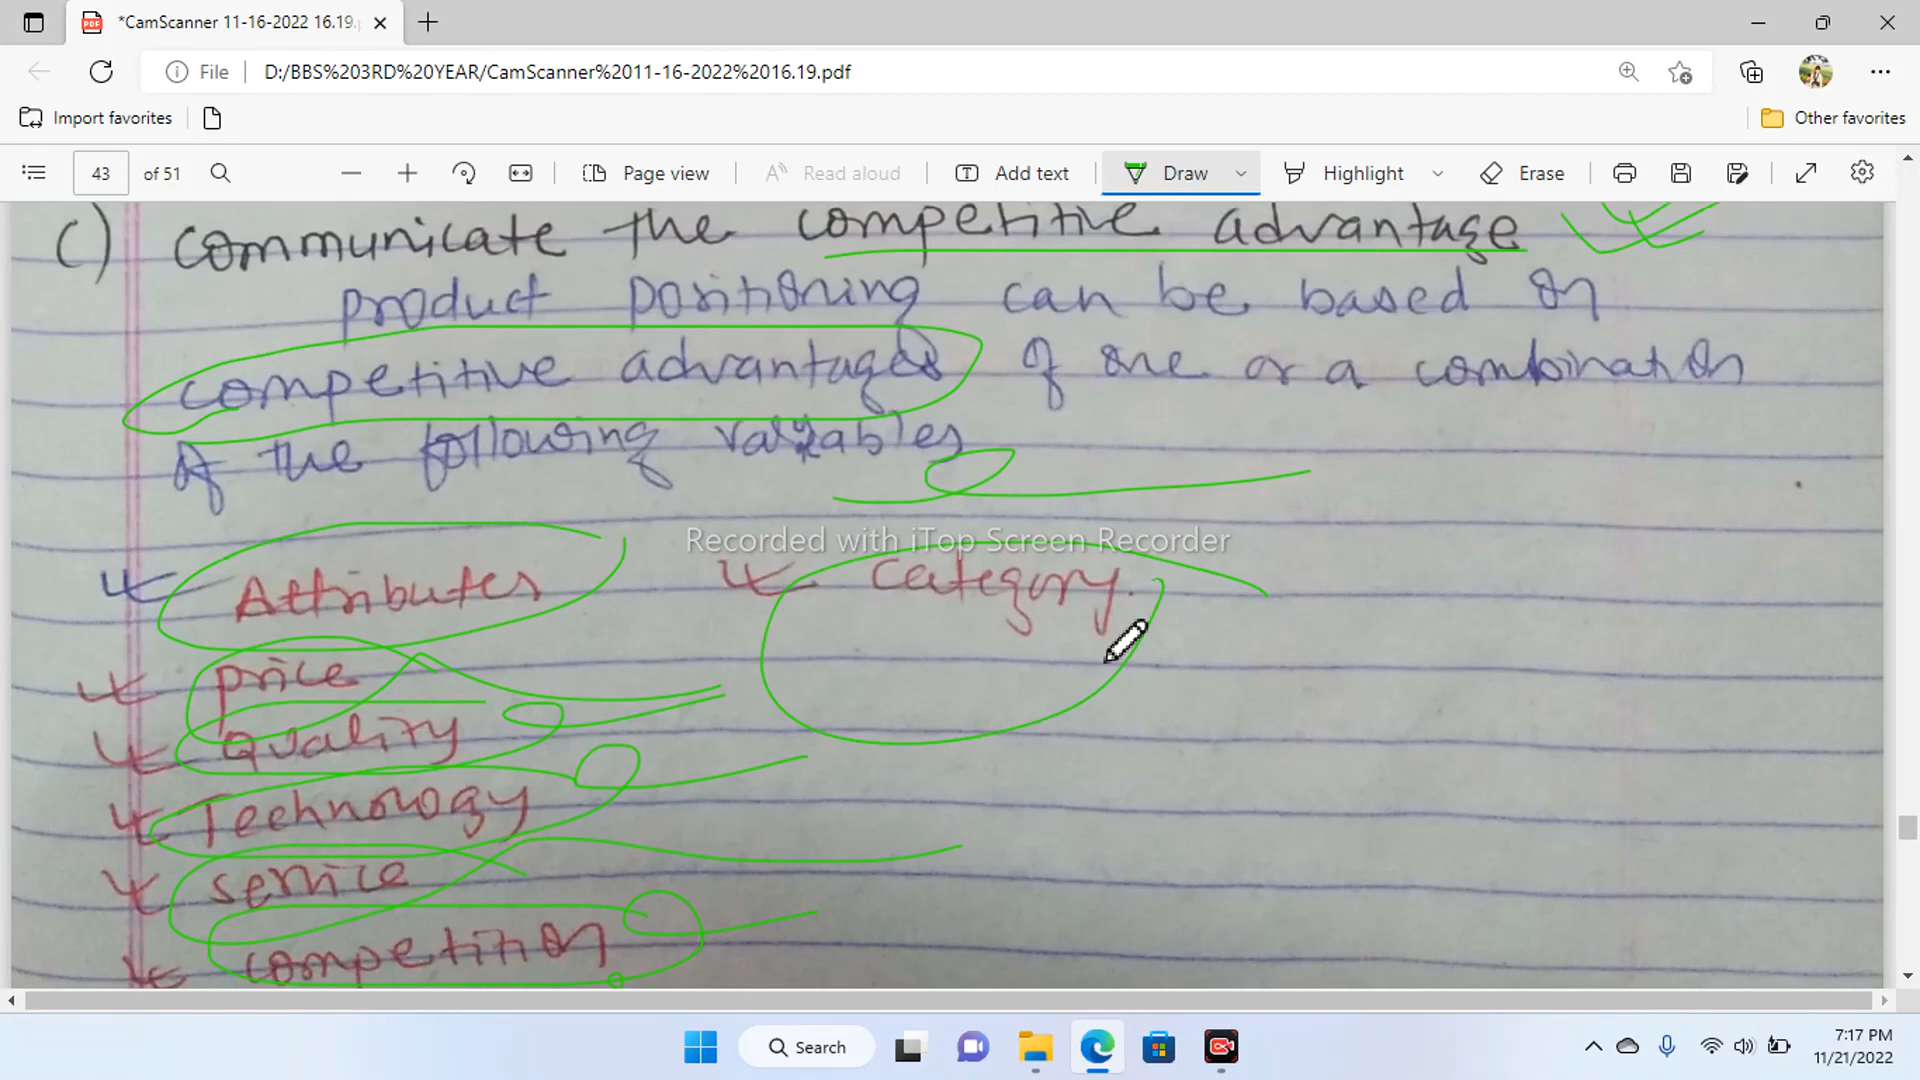 *CamScanner 11-16-2022 16.19.p
File D:/BBS%203RD%20YEAR/CamScanner%2011-16-2022%2016.19.pdf
Import favorites
Other favorites
43 of 51
Page view
Read aloud
Add text
Draw
Highlight
Erase
C) Communicate the competitive advantage
product positioning can be based on
competitive advantages of one or a combination
of the following variables
Recorded with iTop Screen Recorder
Attributes
Category.
price
Quality
Technology
service
competition
Search
7:17 PM
11/21/2022